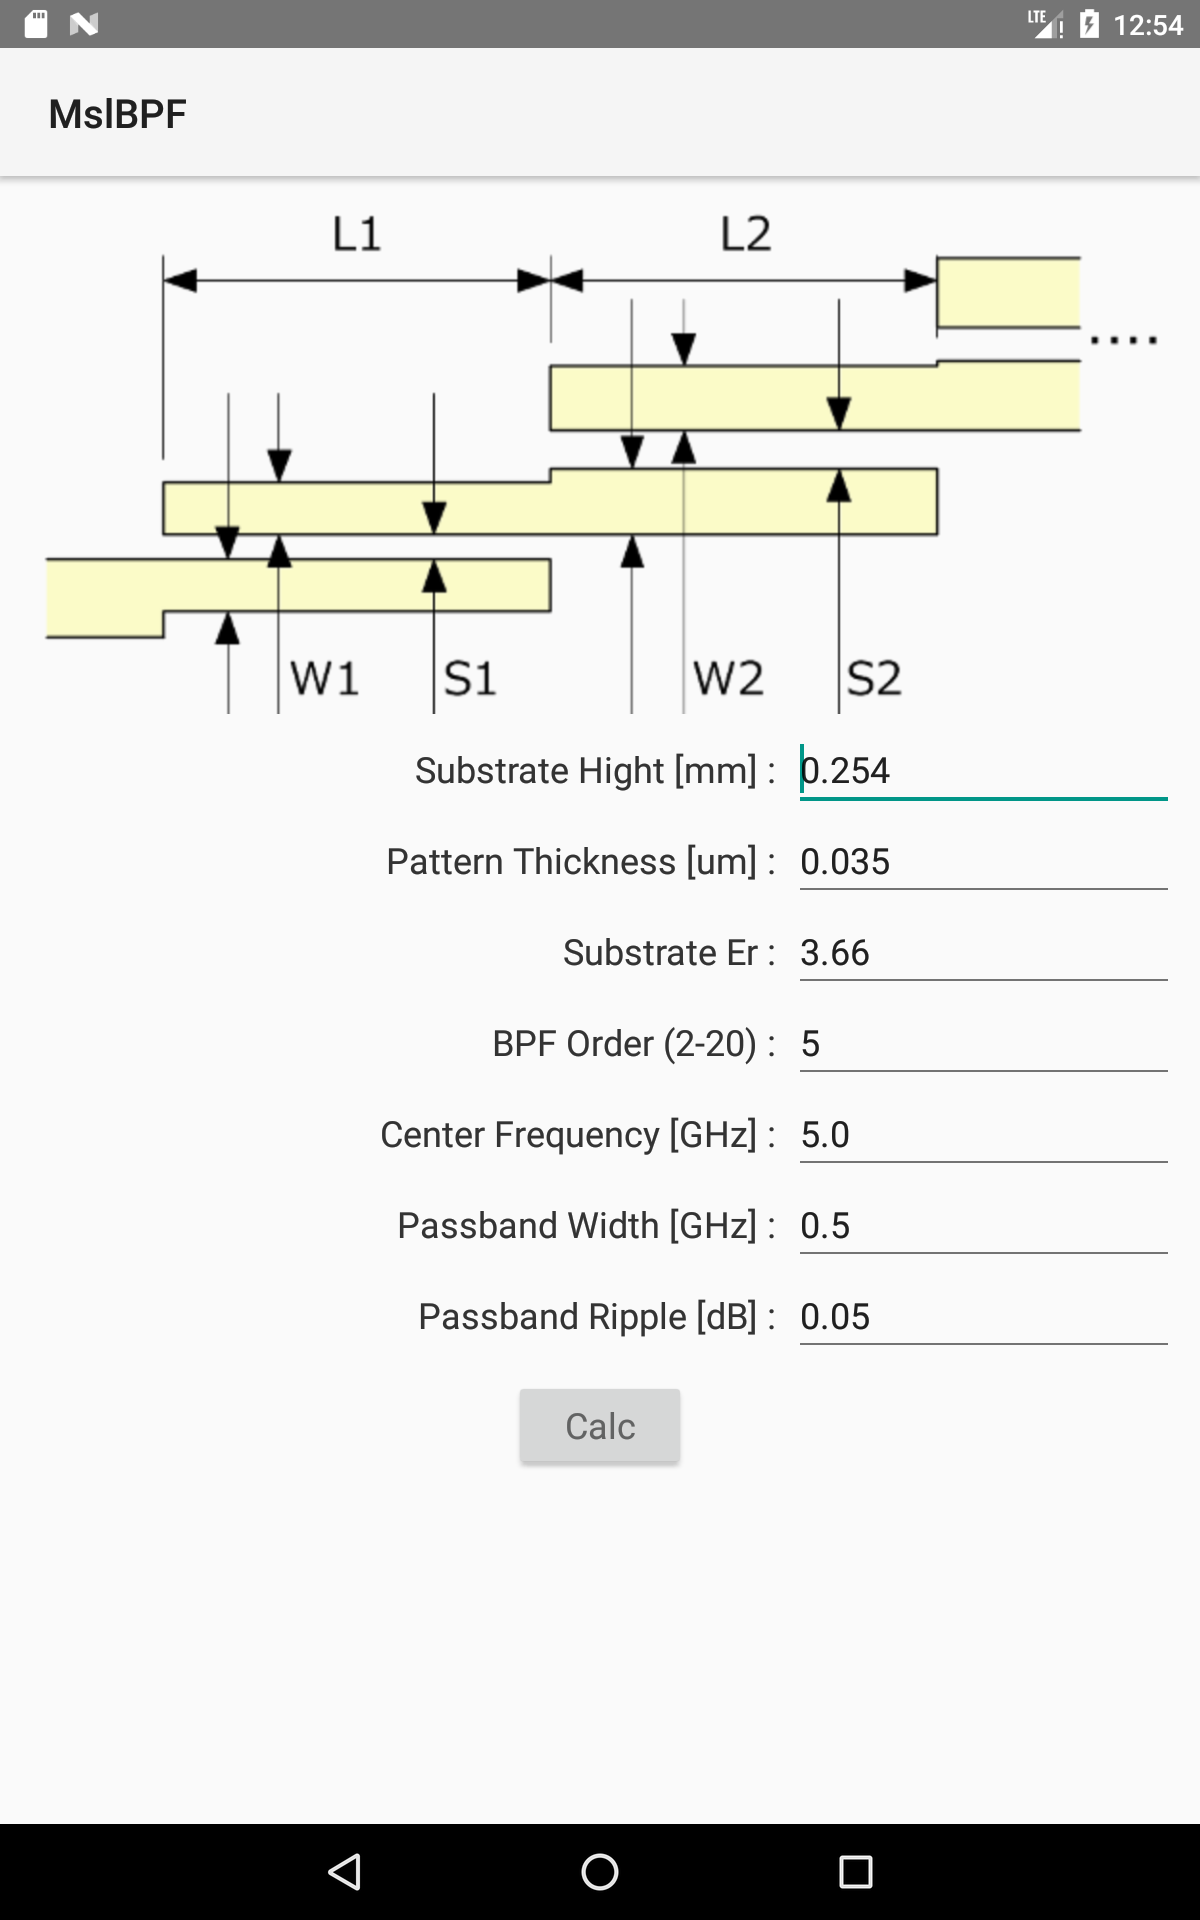 LTE 12:54
MslBPF
L1 L2
....
W1 S1 W2 S2
Substrate Hight [mm] : 0.254
Pattern Thickness [um] : 0.035
Substrate Er : 3.66
BPF Order (2-20) : 5
Center Frequency [GHz] : 5.0
Passband Width [GHz] : 0.5
Passband Ripple [dB] : 0.05
Calc